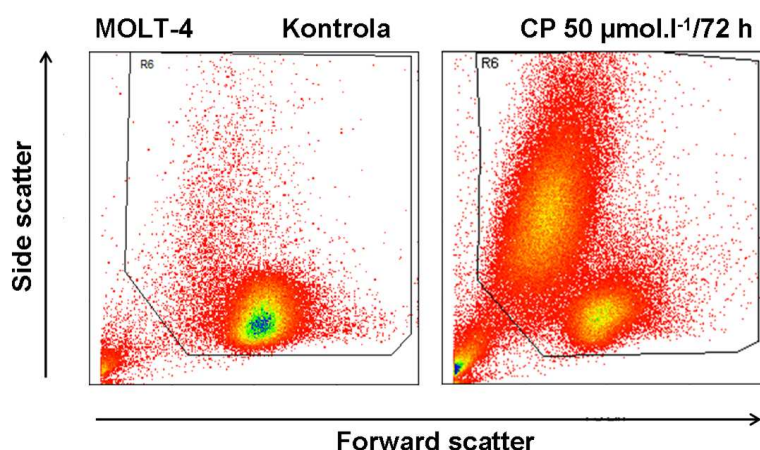 MOLT-4 Kontrola CP 50 µmol.l⁻¹/72 h
R6
R6
Side scatter
Forward scatter